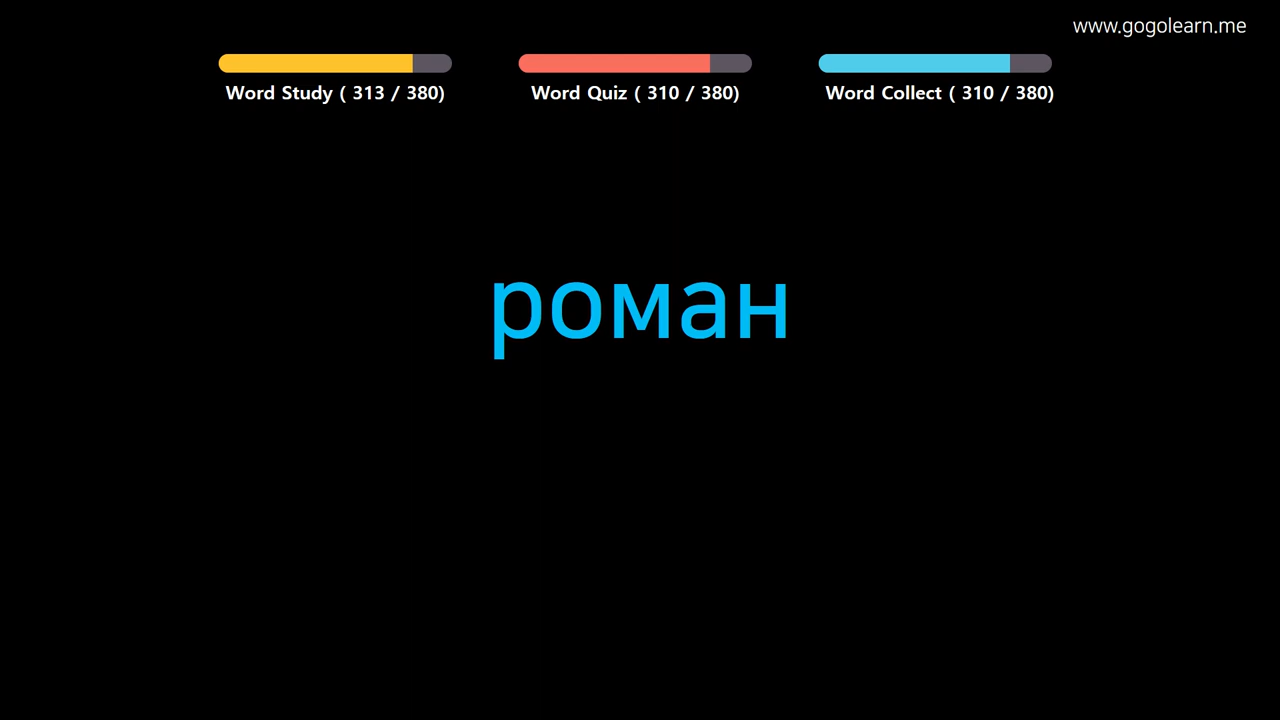 www.gogolearn.me
Word Study ( 313 / 380)
Word Quiz ( 310 / 380)
Word Collect ( 310 / 380)
роман